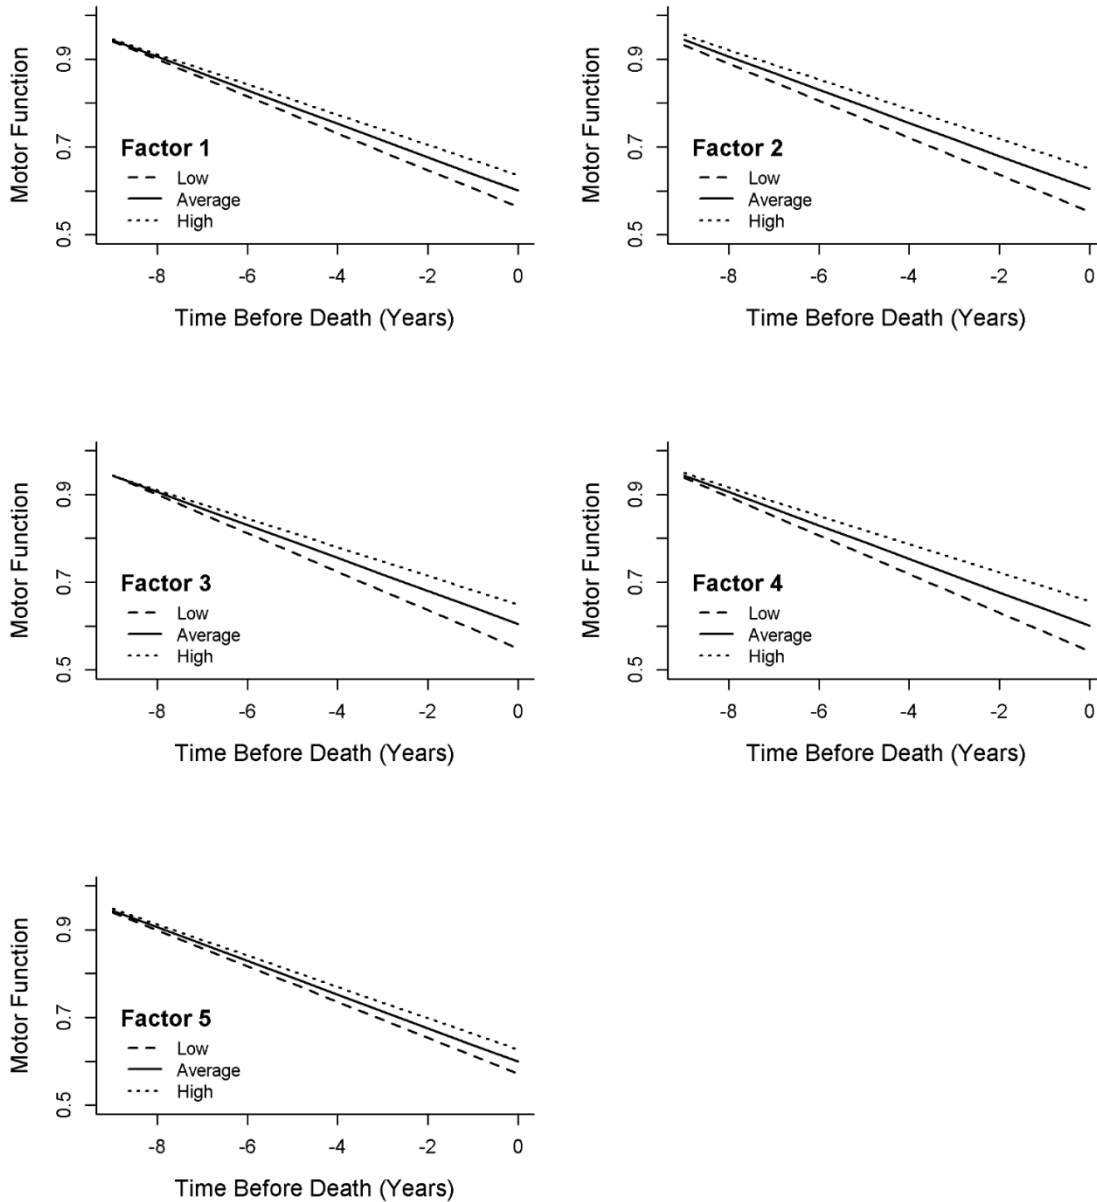 Motor Function
0.9
0.7
0.5
Factor 1
Low
Average
High
-8 -6 -4 -2 0
Time Before Death (Years)
Motor Function
0.9
0.7
0.5
Factor 2
Low
Average
High
-8 -6 -4 -2 0
Time Before Death (Years)
Motor Function
0.9
0.7
0.5
Factor 3
Low
Average
High
-8 -6 -4 -2 0
Time Before Death (Years)
Motor Function
0.9
0.7
0.5
Factor 4
Low
Average
High
-8 -6 -4 -2 0
Time Before Death (Years)
Motor Function
0.9
0.7
0.5
Factor 5
Low
Average
High
-8 -6 -4 -2 0
Time Before Death (Years)